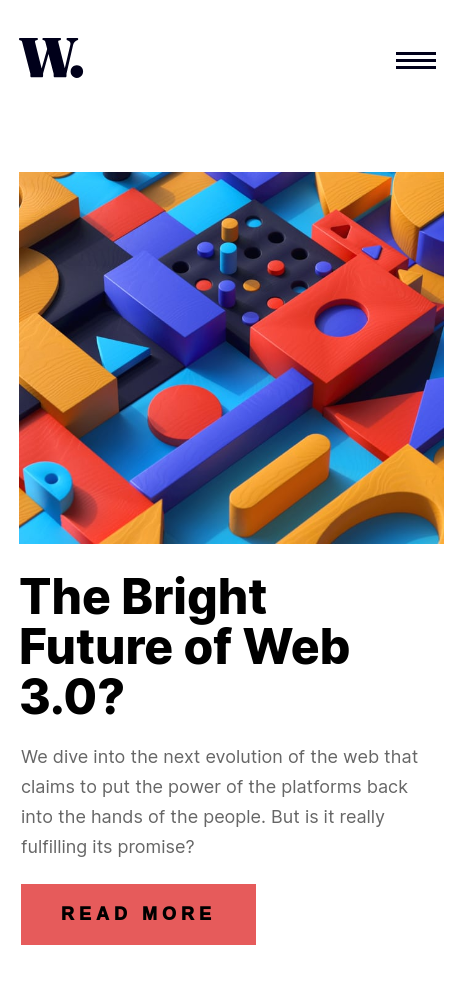 W.
The Bright
Future of Web
3.0?
We dive into the next evolution of the web that
claims to put the power of the platforms back
into the hands of the people. But is it really
fulfilling its promise?
READ MORE